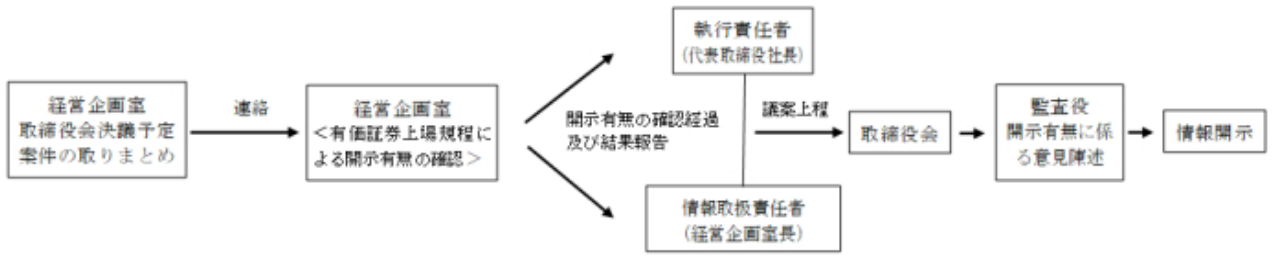 経営企画室
取締役会決議予定
案件の取りまとめ
連絡
経営企画室
＜有価証券上場規程に
よる開示有無の確認＞
執行責任者
(代表取締役社長)
開示有無の確認経過
及び結果報告
情報取扱責任者
(経営企画室長)
議案上程
取締役会
監査役
開示有無に係
る意見陳述
情報開示